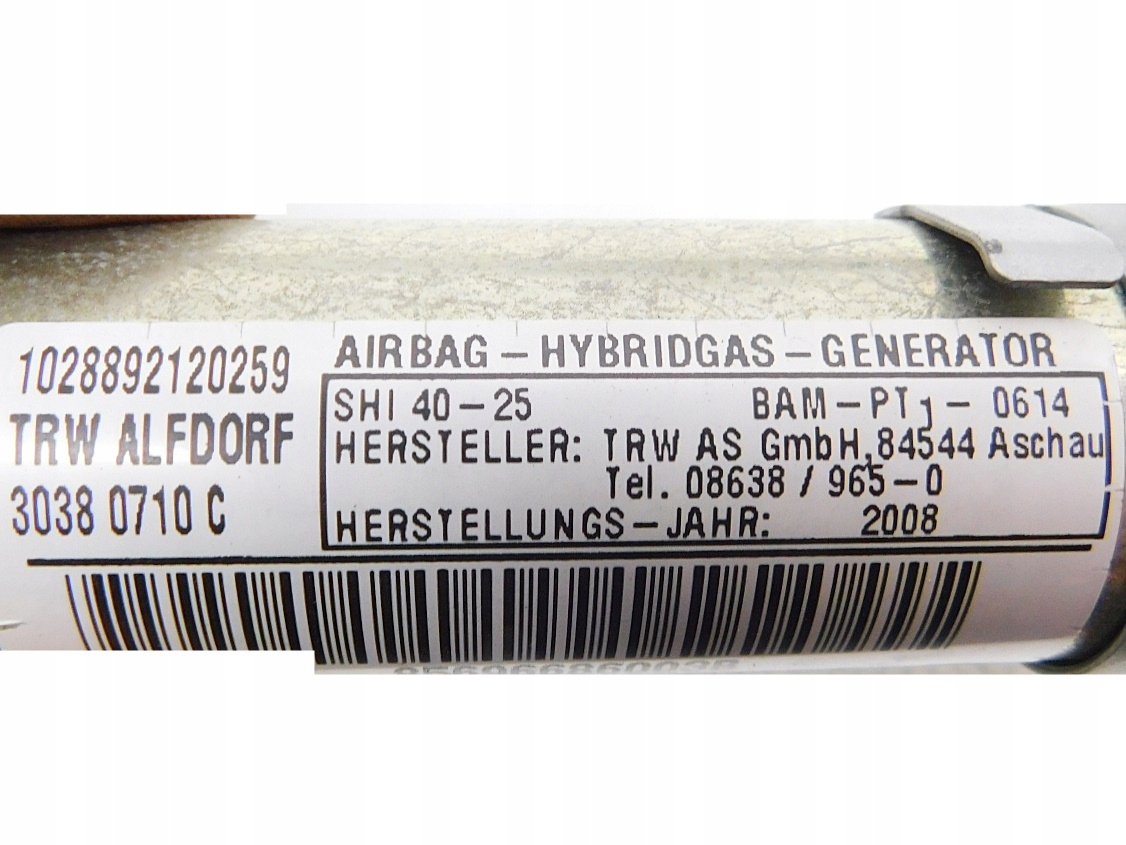 1028892120259
TRW ALFDORF
3038 0710 C
AIRBAG – HYBRIDGAS – GENERATOR
SHI 40 – 25 BAM – PT1 – 0614
HERSTELLER: TRW AS GmbH,84544 Aschau
Tel. 08638 / 965 – 0
HERSTELLUNGS – JAHR: 2008